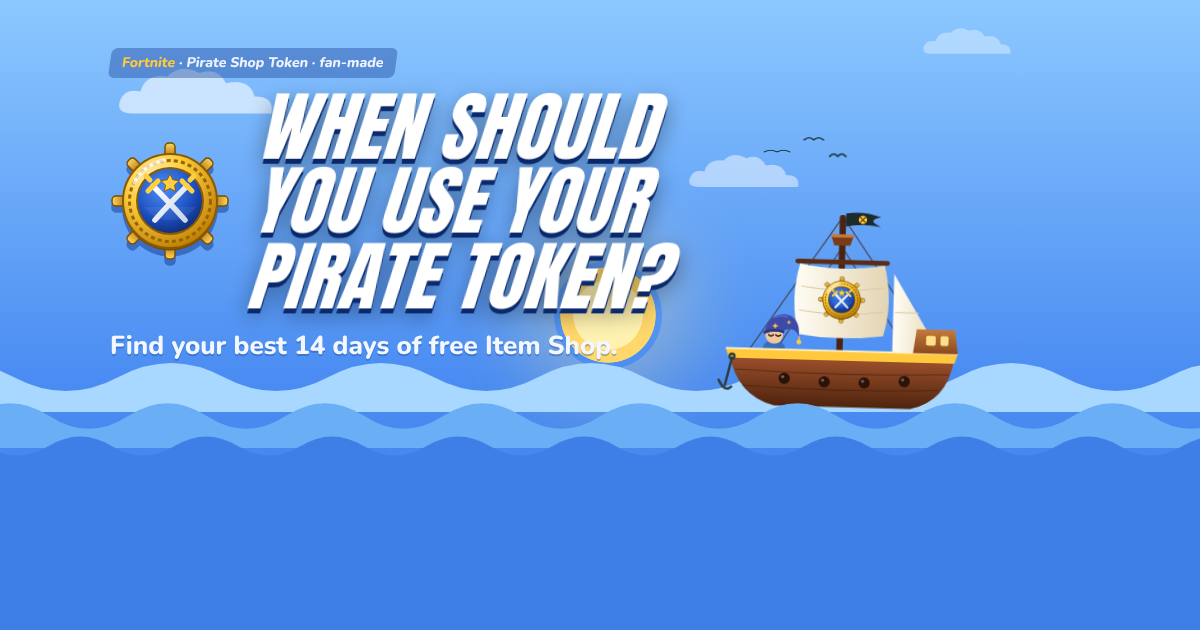 Fortnite · Pirate Shop Token · fan-made
WHEN SHOULD
YOU USE YOUR
PIRATE TOKEN?
Find your best 14 days of free Item Shop.